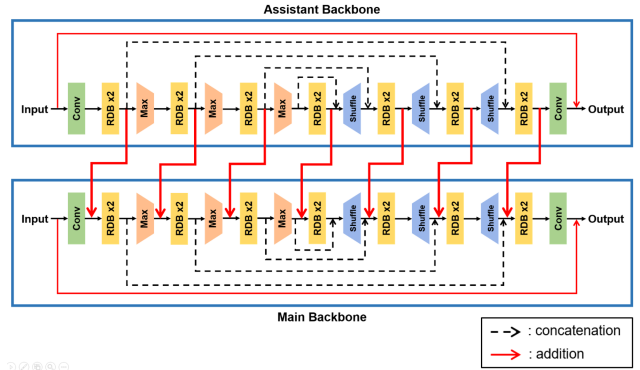 Assistant Backbone
Input
Conv
RDB x2
Max
RDB x2
Max
RDB x2
Max
RDB x2
Shuffle
RDB x2
Shuffle
RDB x2
Shuffle
RDB x2
Conv
Output
Input
Conv
RDB x2
Max
RDB x2
Max
RDB x2
Max
RDB x2
Shuffle
RDB x2
Shuffle
RDB x2
Shuffle
RDB x2
Conv
Output
Main Backbone
: concatenation
: addition